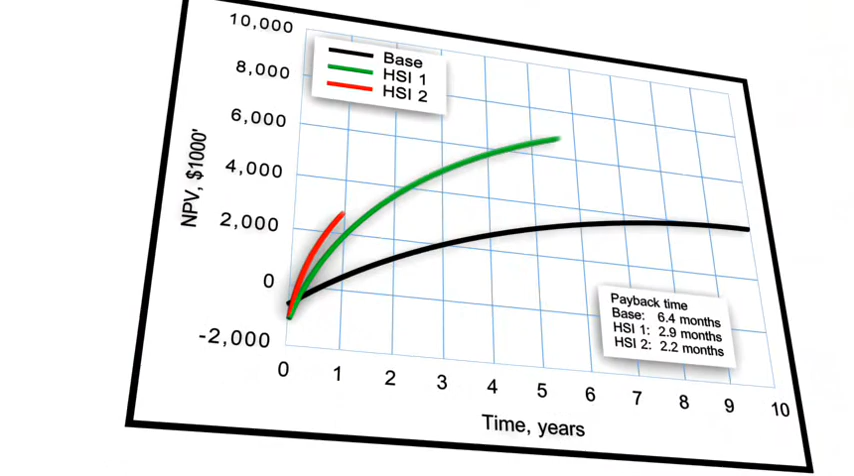 10,000
8,000
6,000
4,000
2,000
0
-2,000
NPV, $1000'
Base
HSI 1
HSI 2
Payback time
Base: 6.4 months
HSI 1: 2.9 months
HSI 2: 2.2 months
0 1 2 3 4 5 6 7 8 9 10
Time, years